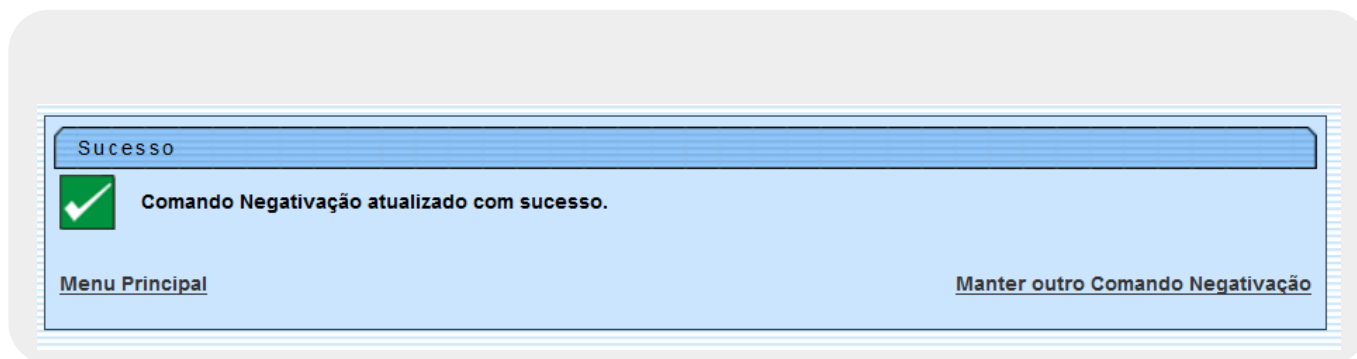 Sucesso
Comando Negativação atualizado com sucesso.
Menu Principal
Manter outro Comando Negativação